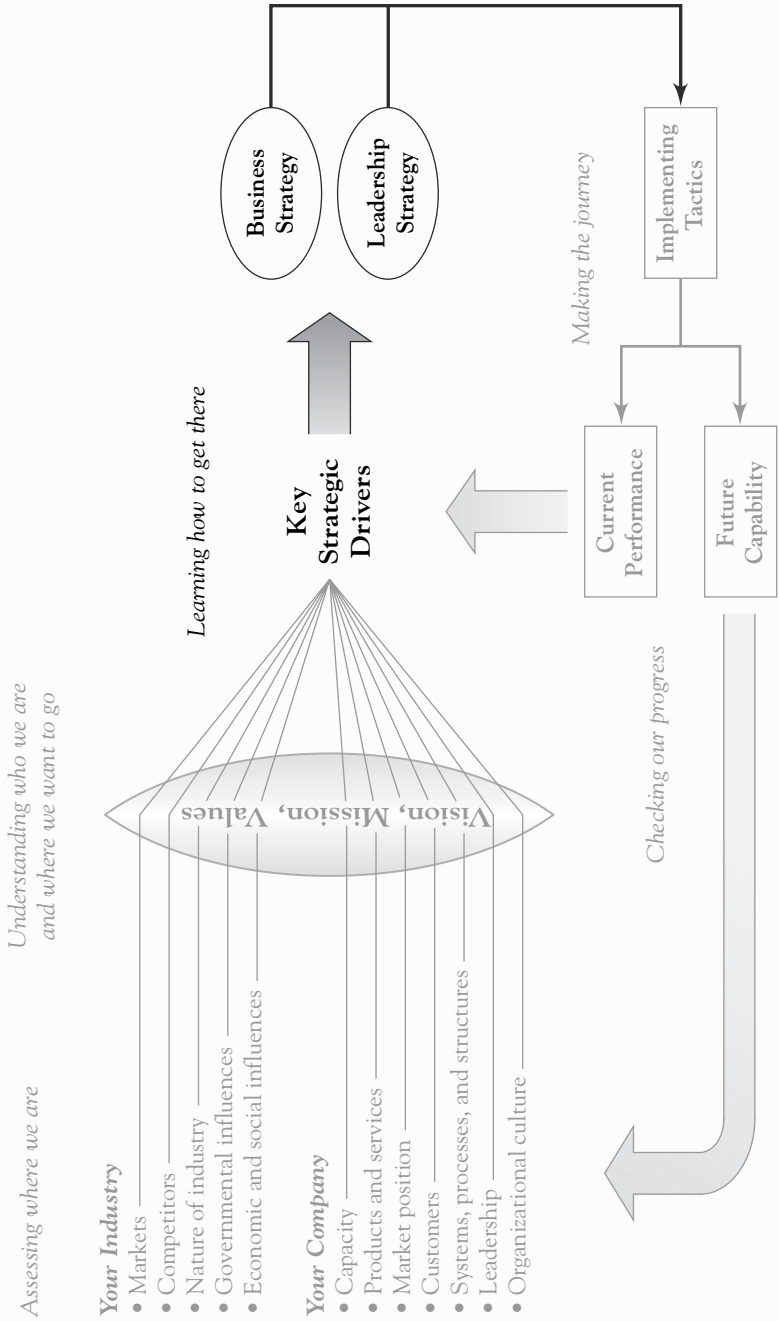 Assessing where we are
Understanding who we are
and where we want to go
Learning how to get there
Your Industry
• Markets
• Competitors
• Nature of industry
• Governmental influences
• Economic and social influences
Your Company
• Capacity
• Products and services
• Market position
• Customers
• Systems, processes, and structures
• Leadership
• Organizational culture
Vision, Mission, Values
Key
Strategic
Drivers
Business
Strategy
Leadership
Strategy
Making the journey
Implementing
Tactics
Current
Performance
Future
Capability
Checking our progress